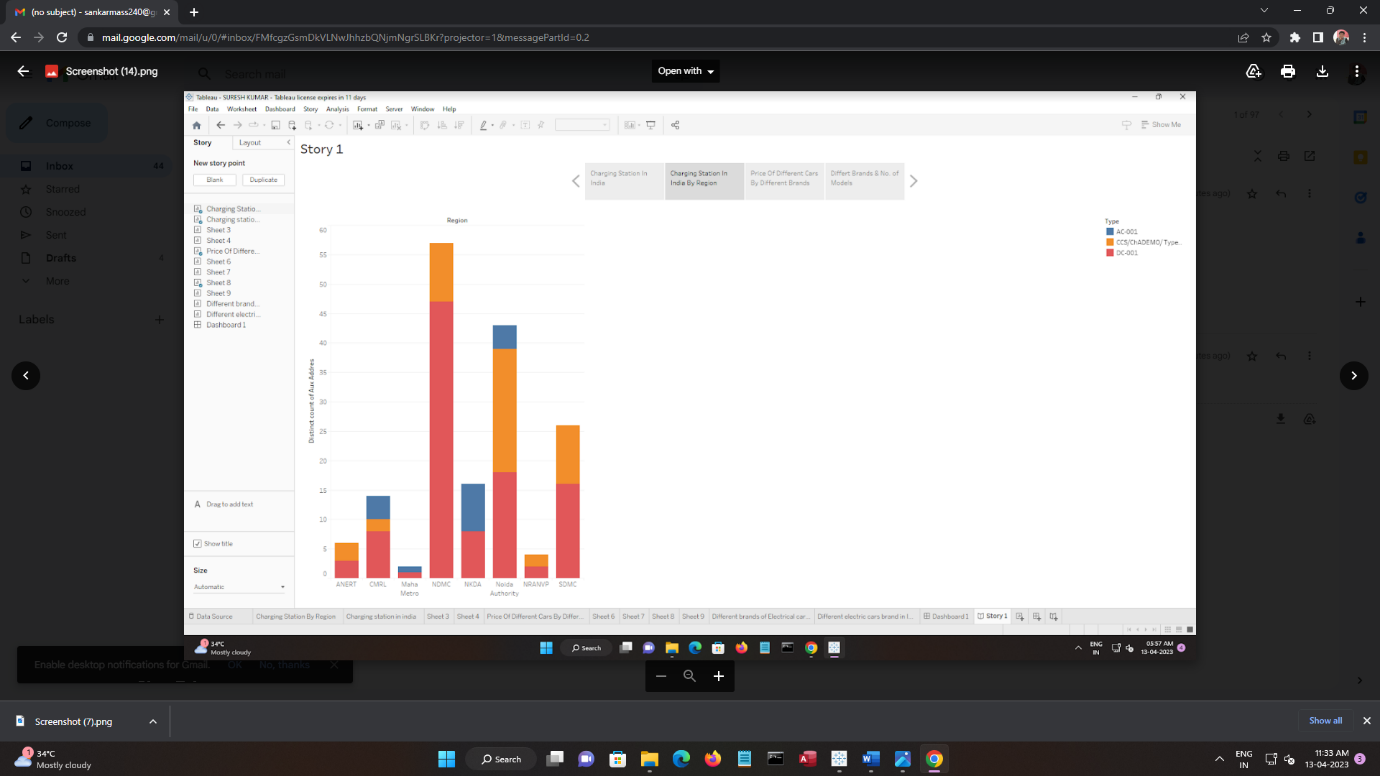 (no subject) - sankarmass240@g
mail.google.com/mail/u/0/#inbox/FMfcgzGsmDkVLNwJhhzbQNjmNgrSLBKr?projector=1&messagePartId=0.2
Screenshot (14).png
Search mail
Open with
Compose
1 of 97
Inbox 44
Starred
Snoozed
Sent
Drafts 4
More
Labels
Tableau - SURESH KUMAR - Tableau license expires in 11 days
File Data Worksheet Dashboard Story Analysis Format Server Window Help
Show Me
Story Layout
New story point
Blank Duplicate
Charging Statio...
Charging statio...
Sheet 3
Sheet 4
Price Of Differe...
Sheet 6
Sheet 7
Sheet 8
Sheet 9
Different brand...
Different electri...
Dashboard 1
A Drag to add text
Show title
Size
Automatic
Story 1
Charging Station In
India
Charging Station In
India By Region
Price Of Different Cars
By Different Brands
Differt Brands & No. of
Models
Region
Distinct count of Aux Addres
60
55
50
45
40
35
30
25
20
15
10
5
0
ANERT CMRL Maha
Metro NDMC NKDA Noida
Authority NRANVP SDMC
Type
AC-001
CCS/CHADEMO/ Type..
DC-001
Data Source Charging Station By Region Charging station in india Sheet 3 Sheet 4 Price Of Different Cars By Differ... Sheet 6 Sheet 7 Sheet 8 Sheet 9 Different brands of Electrical car... Different electric cars brand in I... Dashboard 1 Story 1
1
34°C
Mostly cloudy
Search
ENG
IN
03:57 AM
13-04-2023
4
Enable desktop notifications for Gmail. OK No, thanks
Screenshot (7).png
Show all
1
34°C
Mostly cloudy
Search
ENG
IN
11:33 AM
13-04-2023
3